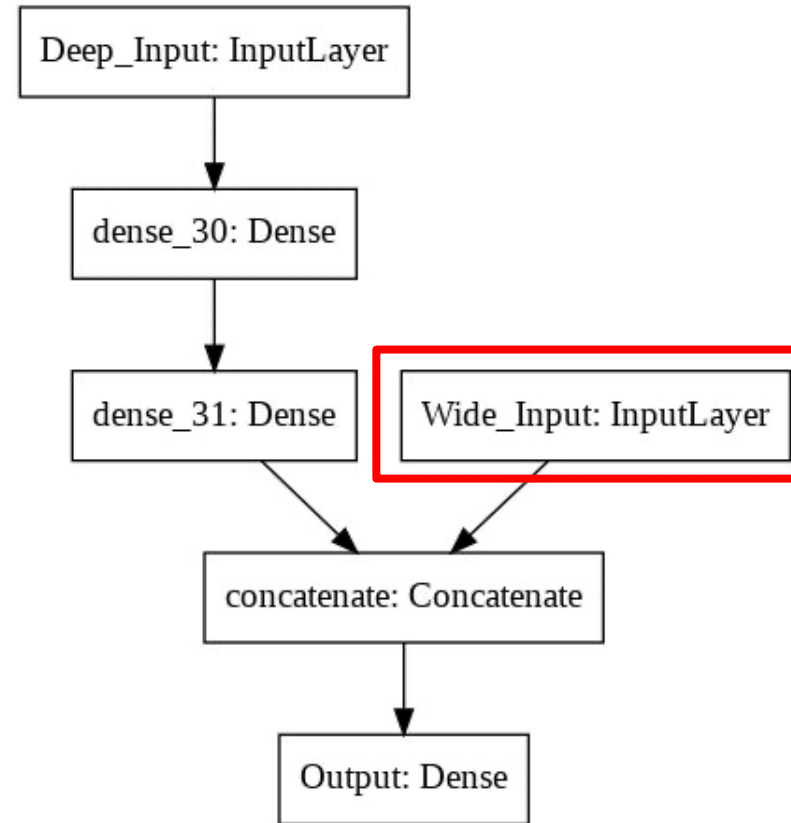 Deep_Input: InputLayer
dense_30: Dense
dense_31: Dense
Wide_Input: InputLayer
concatenate: Concatenate
Output: Dense